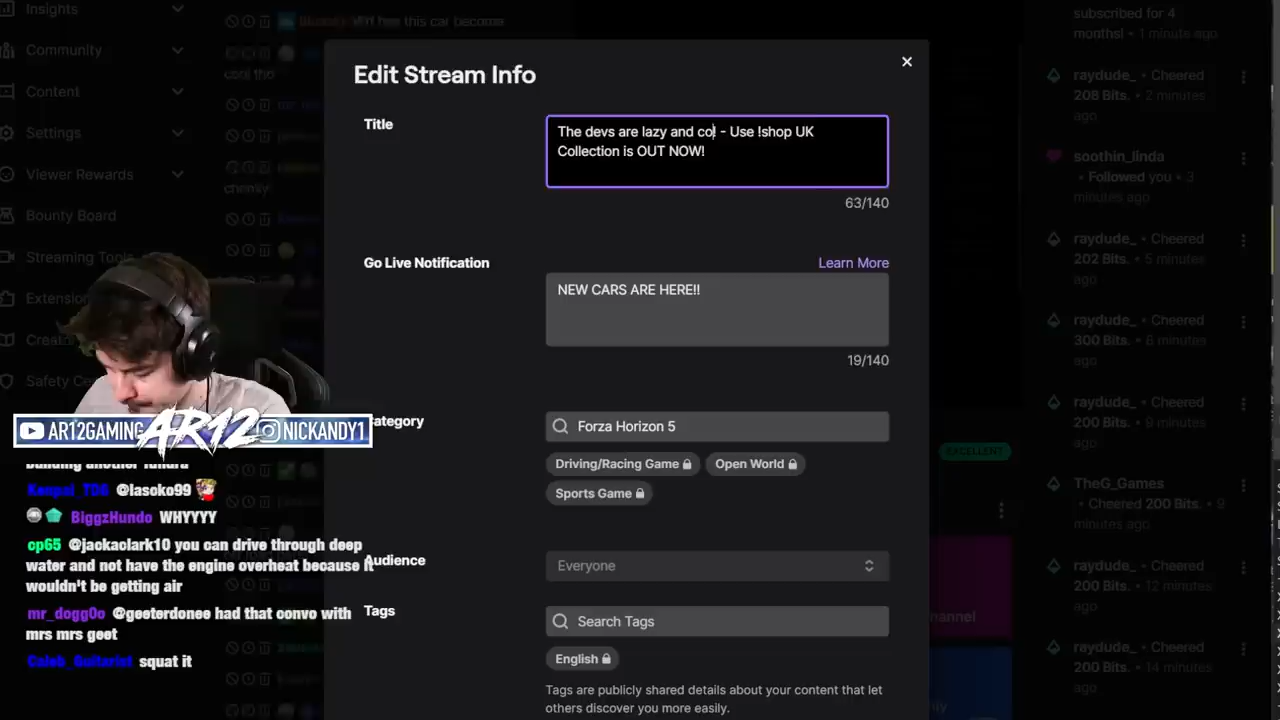 Insights
Community
Content
Settings
Viewer Rewards
Bounty Board
Streaming Tools
Safety
this car become
Edit Stream Info
Title
The devs are lazy and co! - Use !shop UK
Collection is OUT NOW!
63/140
Go Live Notification
Learn More
NEW CARS ARE HERE!!
19/140
Category
Forza Horizon 5
Driving/Racing Game
Open World
Sports Game
Audience
Everyone
Tags
Search Tags
English
Tags are publicly shared details about your content that let
others discover you more easily.
AR12GAMING
AR12
NICKANDY1
building another
Kenpai_TDG @lasoko99
BiggzHundo WHYYYY
cp65 @jackaclark10 you can drive through deep
water and not have the engine overheat because it
wouldn't be getting air
mr_dogg0o @geeterdonee had that convo with
mrs mrs geet
Caleb_Guitarist squat it
subscribed for 4
months! • 1 minute ago
raydude_ • Cheered
208 Bits. • 2 minutes
ago
soothin_linda
• Followed you • 3
minutes ago
raydude_ • Cheered
202 Bits. • 5 minutes
ago
raydude_ • Cheered
300 Bits. • 8 minutes
ago
raydude_ • Cheered
200 Bits. • 9 minutes
ago
TheG_Games
• Cheered 200 Bits. • 9
minutes ago
raydude_ • Cheered
200 Bits. • 12 minutes
ago
raydude_ • Cheered
200 Bits. • 14 minutes
ago
EXCELLENT